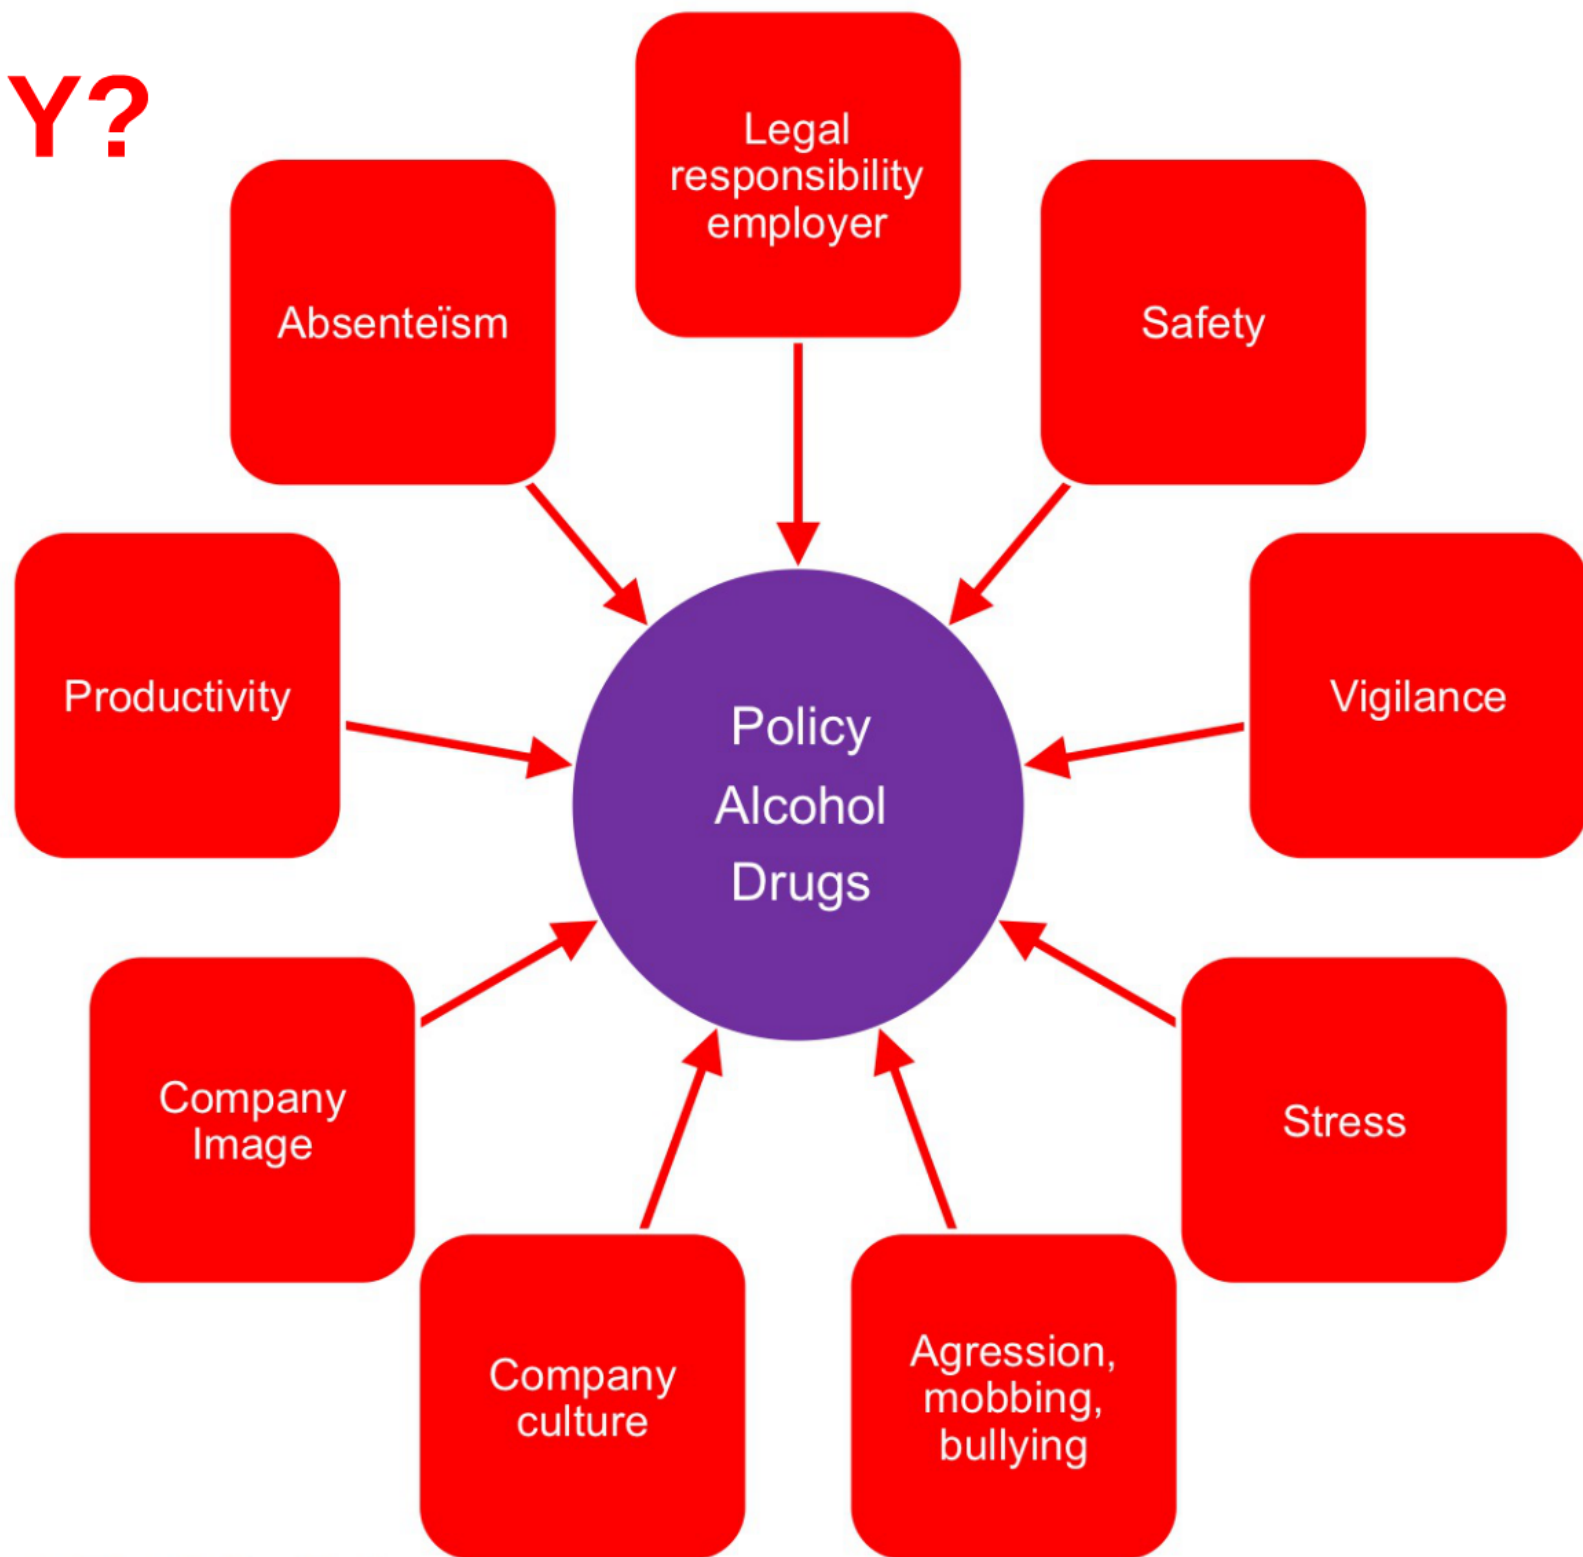 Y?
Legal
responsibility
employer
Absenteïsm
Safety
Productivity
Vigilance
Policy
Alcohol
Drugs
Company
Image
Stress
Company
culture
Agression,
mobbing,
bullying